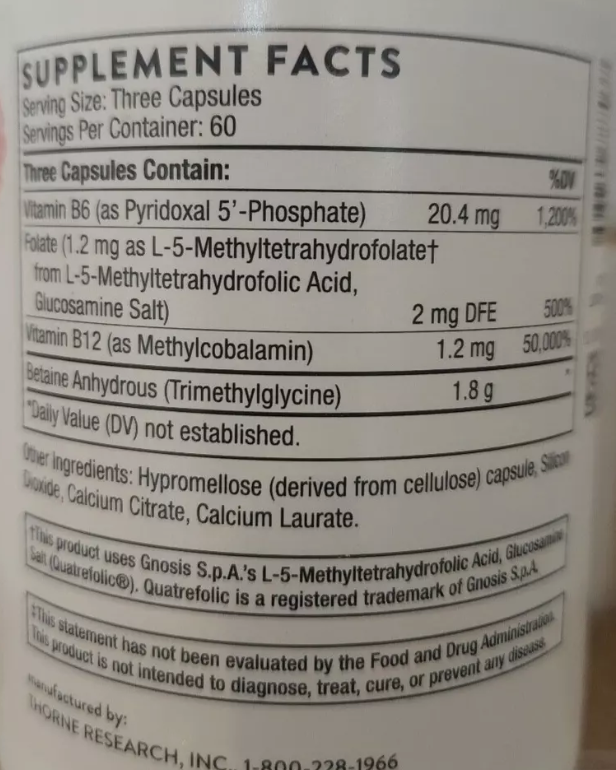 SUPPLEMENT FACTS
Serving Size: Three Capsules
Servings Per Container: 60
Three Capsules Contain:
%DV
Vitamin B6 (as Pyridoxal 5'-Phosphate) 20.4 mg 1,200%
Folate (1.2 mg as L-5-Methyltetrahydrofolate†
from L-5-Methyltetrahydrofolic Acid,
Glucosamine Salt) 2 mg DFE 500%
Vitamin B12 (as Methylcobalamin) 1.2 mg 50,000%
Betaine Anhydrous (Trimethylglycine) 1.8 g *
*Daily Value (DV) not established.
Other Ingredients: Hypromellose (derived from cellulose) capsule, Silicon
Dioxide, Calcium Citrate, Calcium Laurate.
†This product uses Gnosis S.p.A.'s L-5-Methyltetrahydrofolic Acid, Glucosamine
Salt (Quatrefolic®). Quatrefolic is a registered trademark of Gnosis S.p.A.
‡This statement has not been evaluated by the Food and Drug Administration.
This product is not intended to diagnose, treat, cure, or prevent any disease.
Manufactured by:
THORNE RESEARCH, INC. 1-800-228-1966